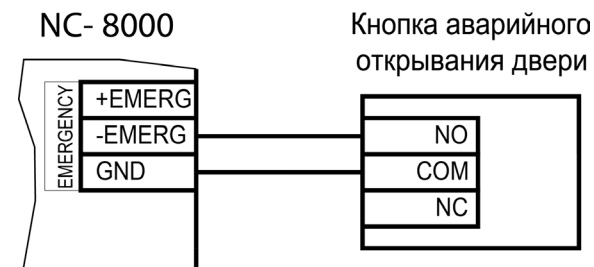 NC- 8000
Кнопка аварийного
открывания двери
EMERGENCY
+EMERG
-EMERG
GND
NO
COM
NC